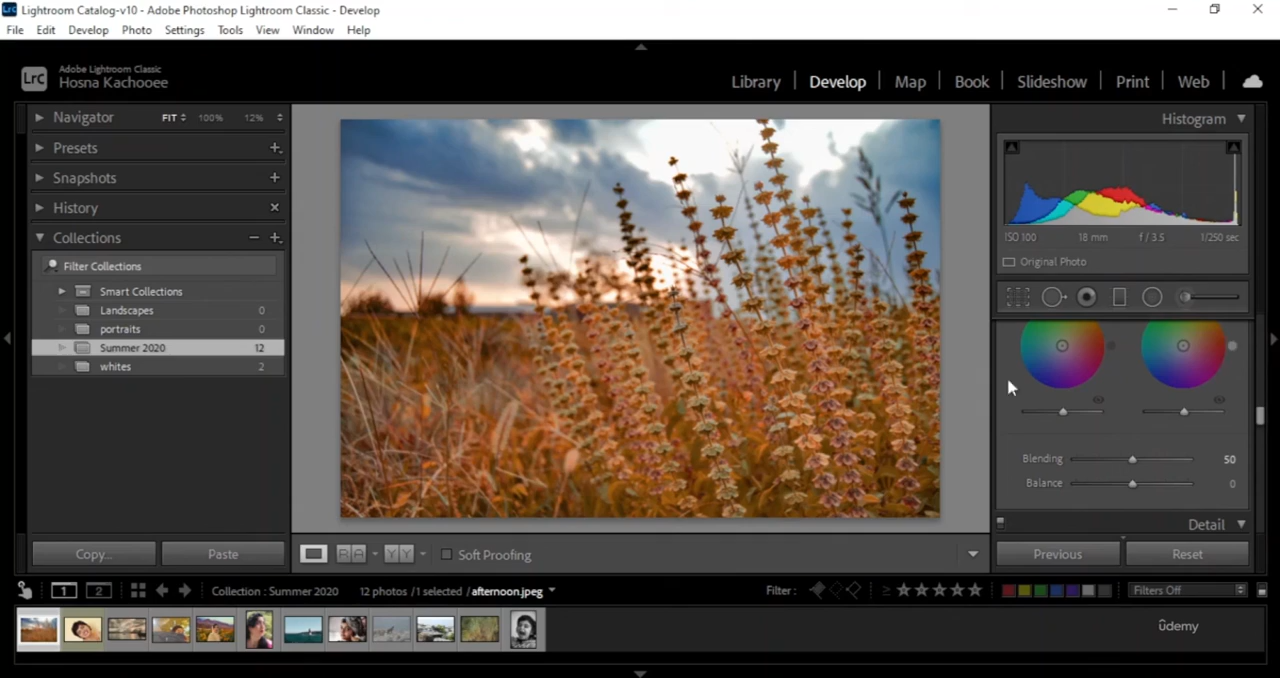 Lightroom Catalog-v10 - Adobe Photoshop Lightroom Classic - Develop
File Edit Develop Photo Settings Tools View Window Help
LrC
Adobe Lightroom Classic
Hosna Kachooee
Library Develop Map Book Slideshow Print Web
Navigator FIT 100% 12%
Presets
Snapshots
History
Collections
Filter Collections
Smart Collections
Landscapes 0
portraits 0
Summer 2020 12
whites 2
Copy... Paste
Histogram
ISO 100 18 mm f / 3.5 1/250 sec
Original Photo
Blending 50
Balance 0
Detail
Previous Reset
R A Y Y Soft Proofing
1 2 Collection : Summer 2020 12 photos / 1 selected / afternoon.jpeg Filter : ≥ ★★★★★ Filters Off
ûdemy